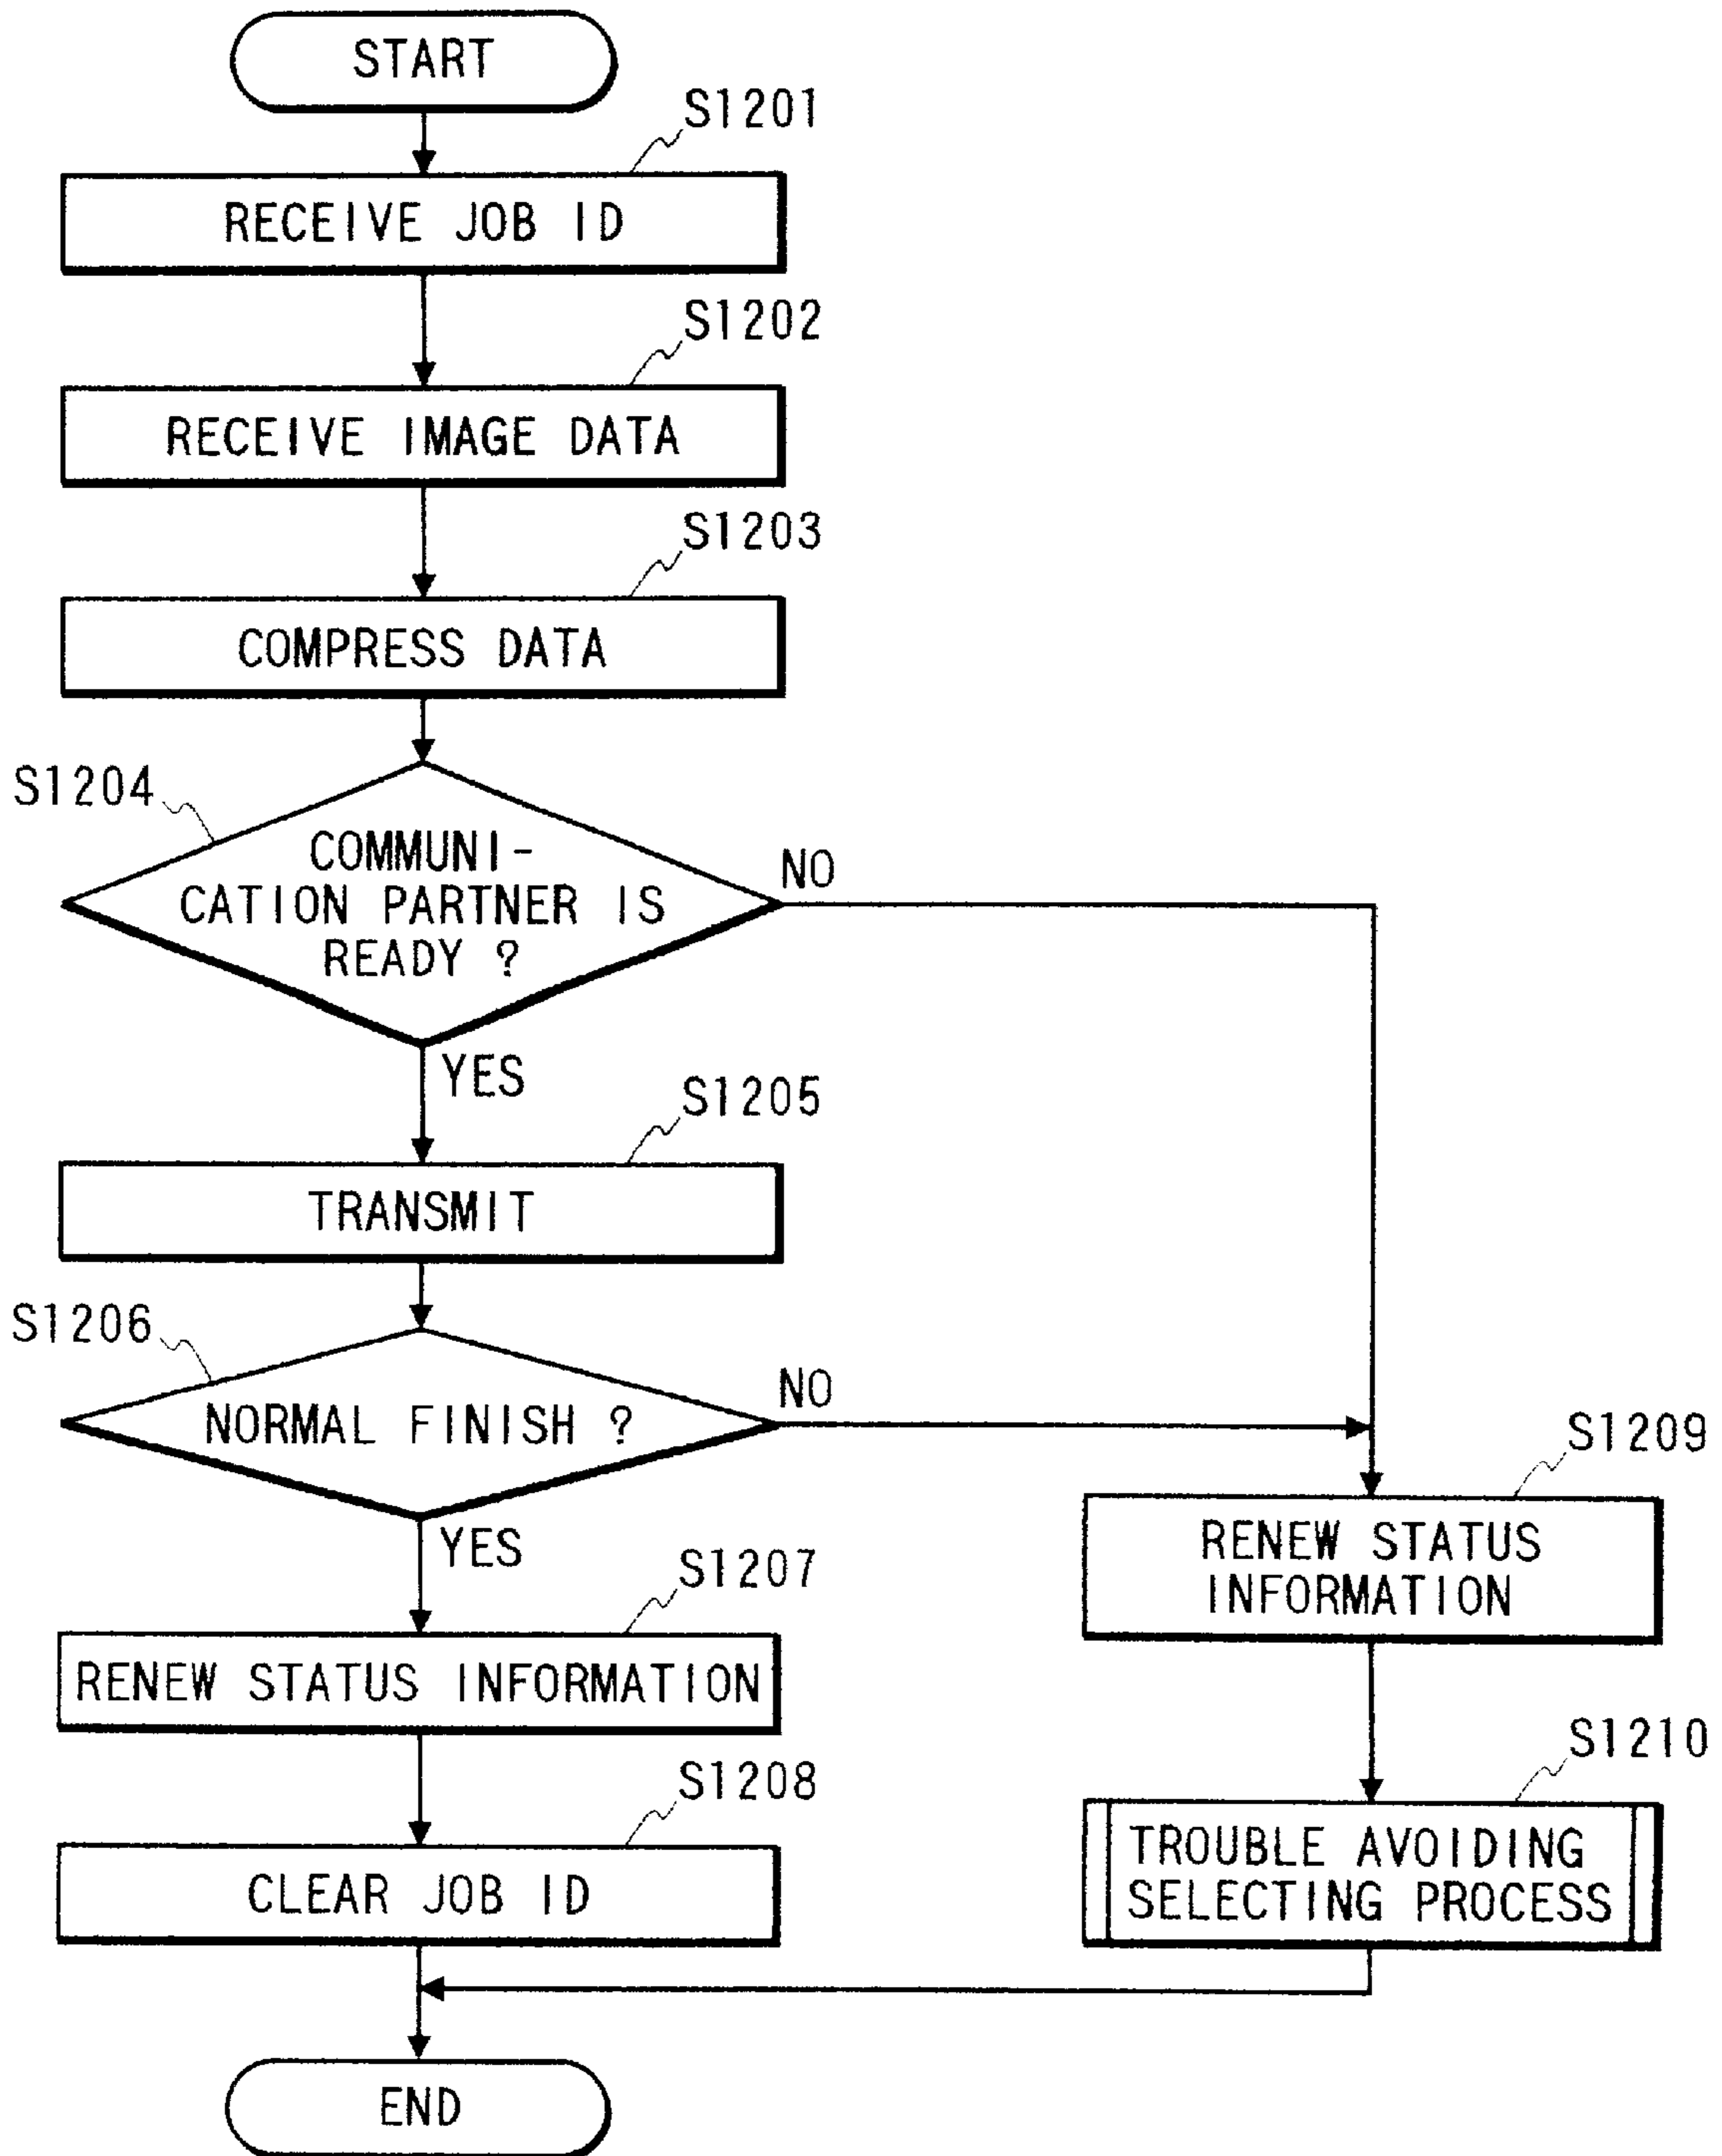 START
S1201
RECEIVE JOB ID
S1202
RECEIVE IMAGE DATA
S1203
COMPRESS DATA
S1204
COMMUNI-
CATION PARTNER IS
READY ?
NO
YES
S1205
TRANSMIT
S1206
NORMAL FINISH ?
NO
YES
S1207
RENEW STATUS INFORMATION
S1208
CLEAR JOB ID
S1209
RENEW STATUS
INFORMATION
S1210
TROUBLE AVOIDING
SELECTING PROCESS
END